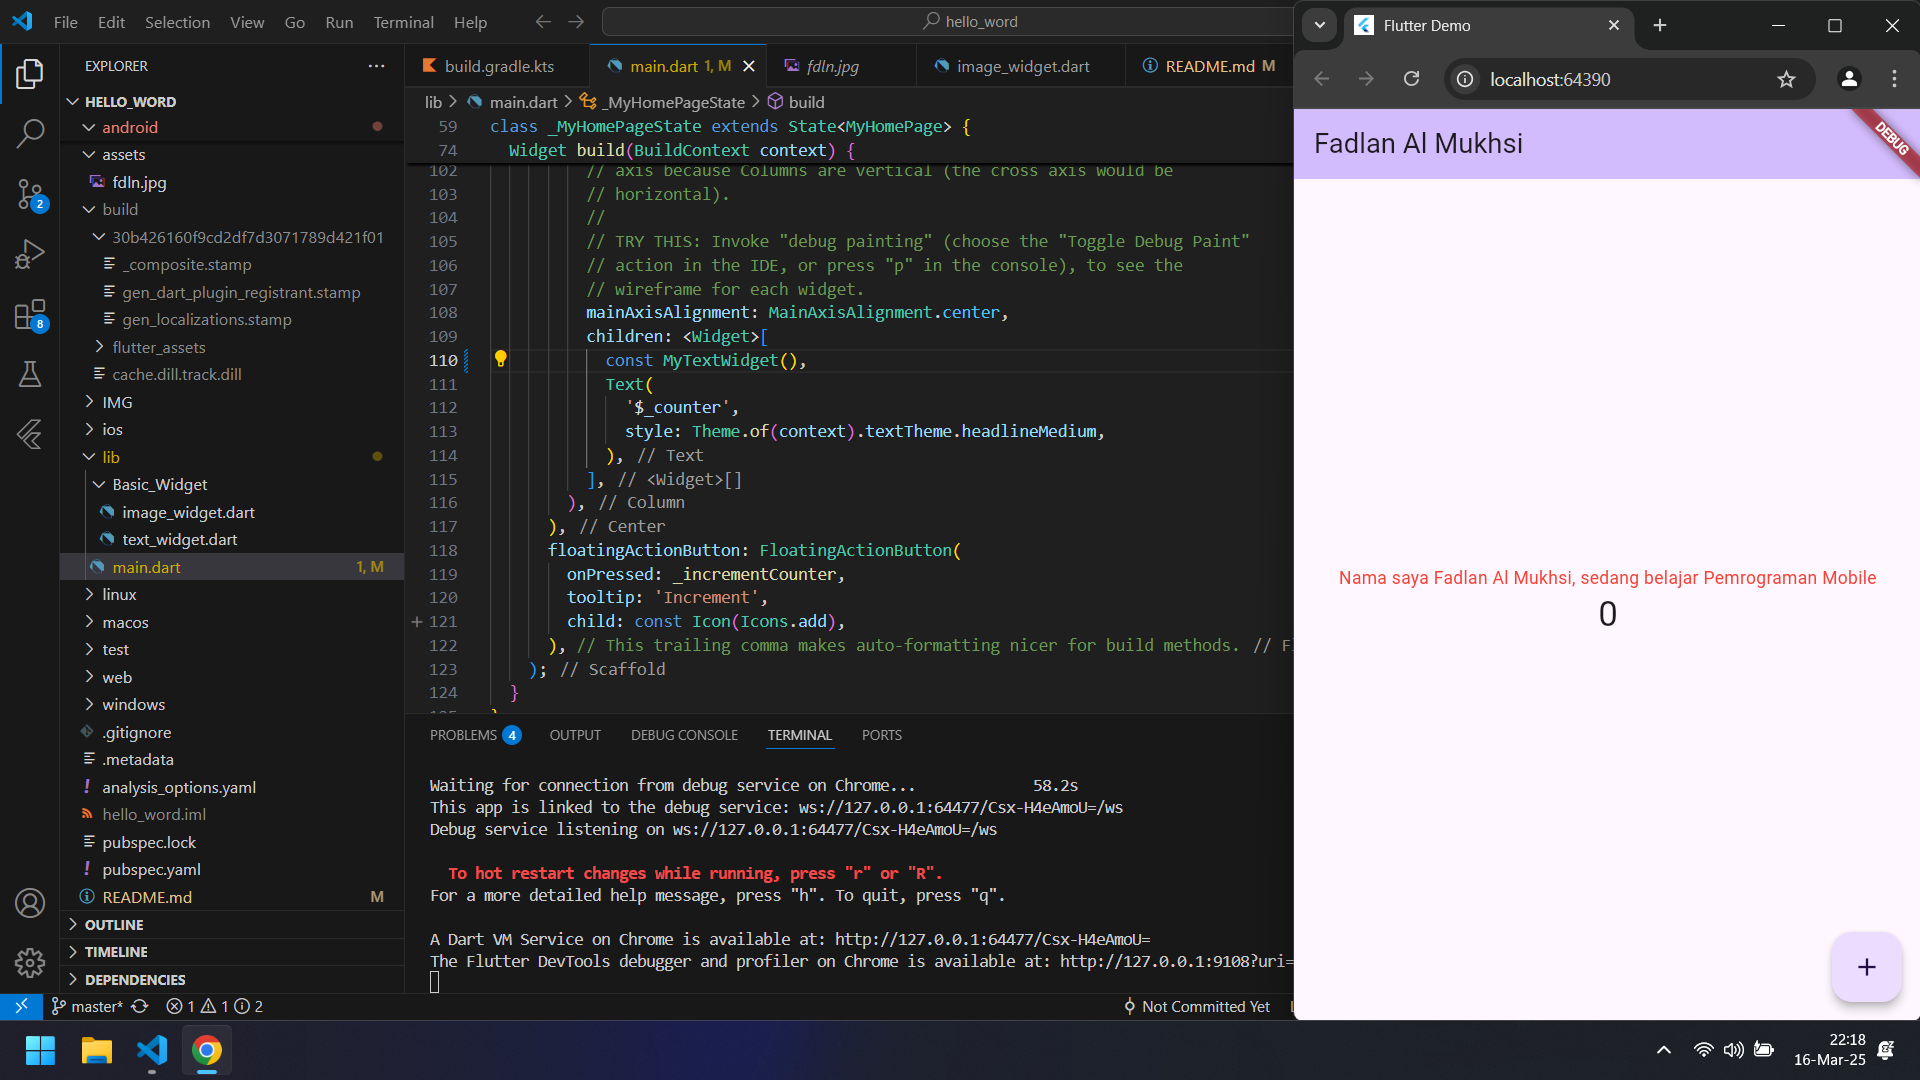 File Edit Selection View Go Run Terminal Help
hello_word
EXPLORER
HELLO_WORD
android
assets
fdln.jpg
build
30b426160f9cd2df7d3071789d421f01
_composite.stamp
gen_dart_plugin_registrant.stamp
gen_localizations.stamp
flutter_assets
cache.dill.track.dill
IMG
ios
lib
Basic_Widget
image_widget.dart
text_widget.dart
main.dart 1, M
linux
macos
test
web
windows
.gitignore
.metadata
analysis_options.yaml
hello_word.iml
pubspec.lock
pubspec.yaml
README.md M
OUTLINE
TIMELINE
DEPENDENCIES
2
8
build.gradle.kts main.dart 1, M fdln.jpg image_widget.dart README.md M
lib > main.dart > _MyHomePageState > build
59 class _MyHomePageState extends State<MyHomePage> {
74 Widget build(BuildContext context) {
102 // axis because Columns are vertical (the cross axis would be
103 // horizontal).
104 //
105 // TRY THIS: Invoke "debug painting" (choose the "Toggle Debug Paint"
106 // action in the IDE, or press "p" in the console), to see the
107 // wireframe for each widget.
108 mainAxisAlignment: MainAxisAlignment.center,
109 children: <Widget>[
110 const MyTextWidget(),
111 Text(
112 '$_counter',
113 style: Theme.of(context).textTheme.headlineMedium,
114 ), // Text
115 ], // <Widget>[]
116 ), // Column
117 ), // Center
118 floatingActionButton: FloatingActionButton(
119 onPressed: _incrementCounter,
120 tooltip: 'Increment',
121 child: const Icon(Icons.add),
122 ), // This trailing comma makes auto-formatting nicer for build methods. // F
123 ); // Scaffold
124 }
PROBLEMS 4 OUTPUT DEBUG CONSOLE TERMINAL PORTS
Waiting for connection from debug service on Chrome... 58.2s
This app is linked to the debug service: ws://127.0.0.1:64477/Csx-H4eAmoU=/ws
Debug service listening on ws://127.0.0.1:64477/Csx-H4eAmoU=/ws
To hot restart changes while running, press "r" or "R".
For a more detailed help message, press "h". To quit, press "q".
A Dart VM Service on Chrome is available at: http://127.0.0.1:64477/Csx-H4eAmoU=
The Flutter DevTools debugger and profiler on Chrome is available at: http://127.0.0.1:9108?uri=
master* 1 1 2 Not Committed Yet
Flutter Demo
localhost:64390
Fadlan Al Mukhsi
DEBUG
Nama saya Fadlan Al Mukhsi, sedang belajar Pemrograman Mobile
0
+
22:18
16-Mar-25